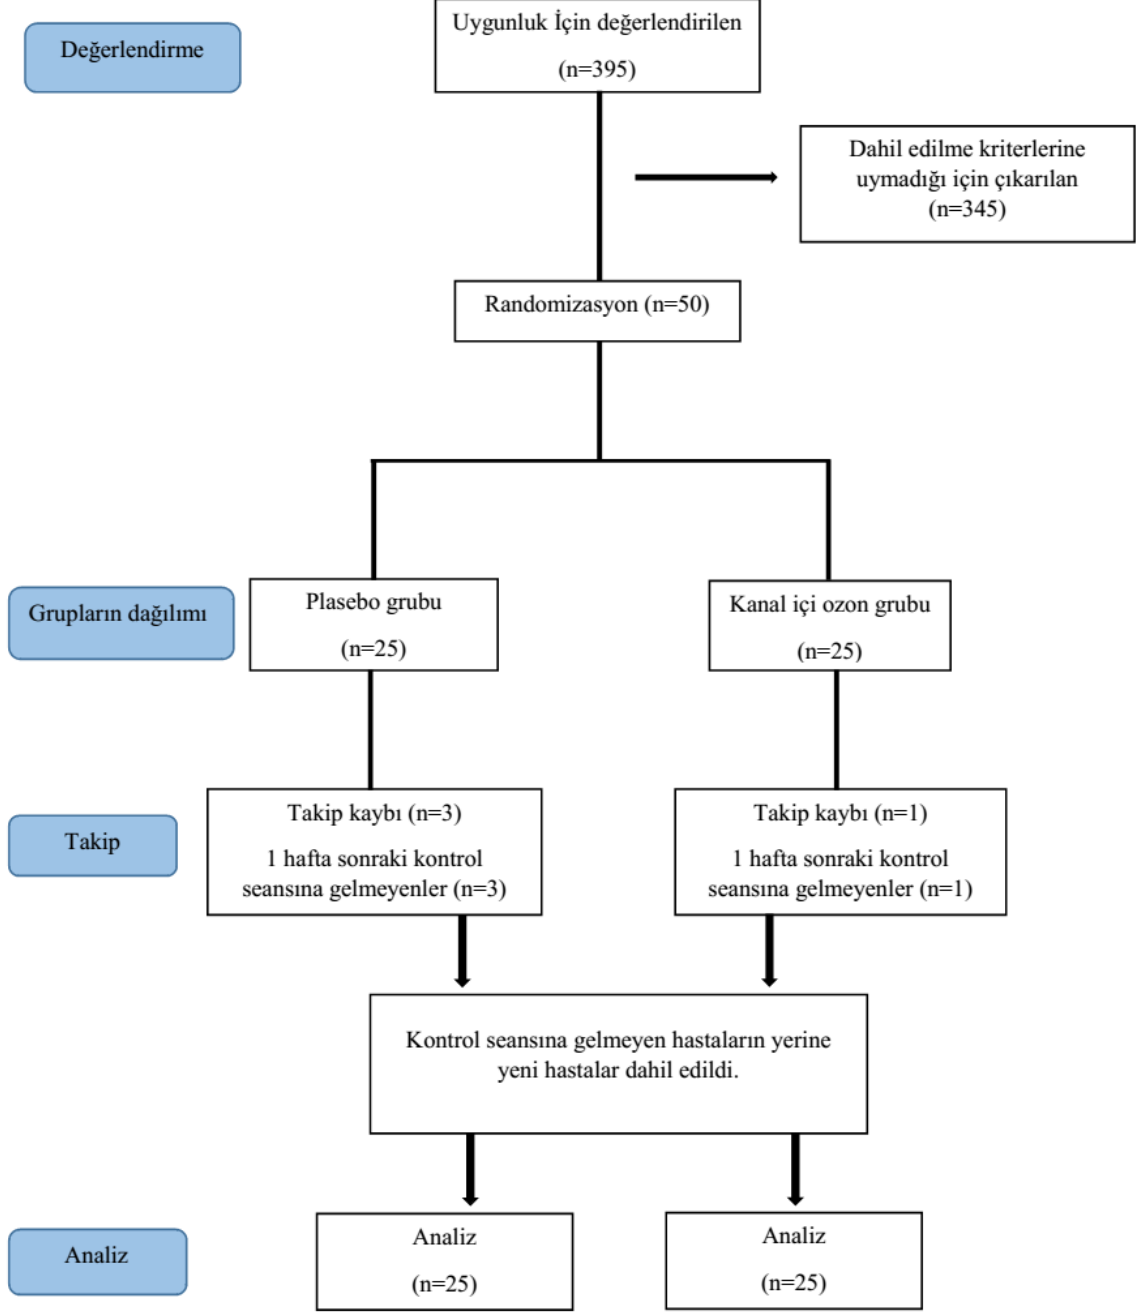 Değerlendirme
Uygunluk İçin değerlendirilen
(n=395)
Dahil edilme kriterlerine
uymadığı için çıkarılan
(n=345)
Randomizasyon (n=50)
Grupların dağılımı
Plasebo grubu
(n=25)
Kanal içi ozon grubu
(n=25)
Takip
Takip kaybı (n=3)
1 hafta sonraki kontrol
seansına gelmeyenler (n=3)
Takip kaybı (n=1)
1 hafta sonraki kontrol
seansına gelmeyenler (n=1)
Kontrol seansına gelmeyen hastaların yerine
yeni hastalar dahil edildi.
Analiz
Analiz
(n=25)
Analiz
(n=25)